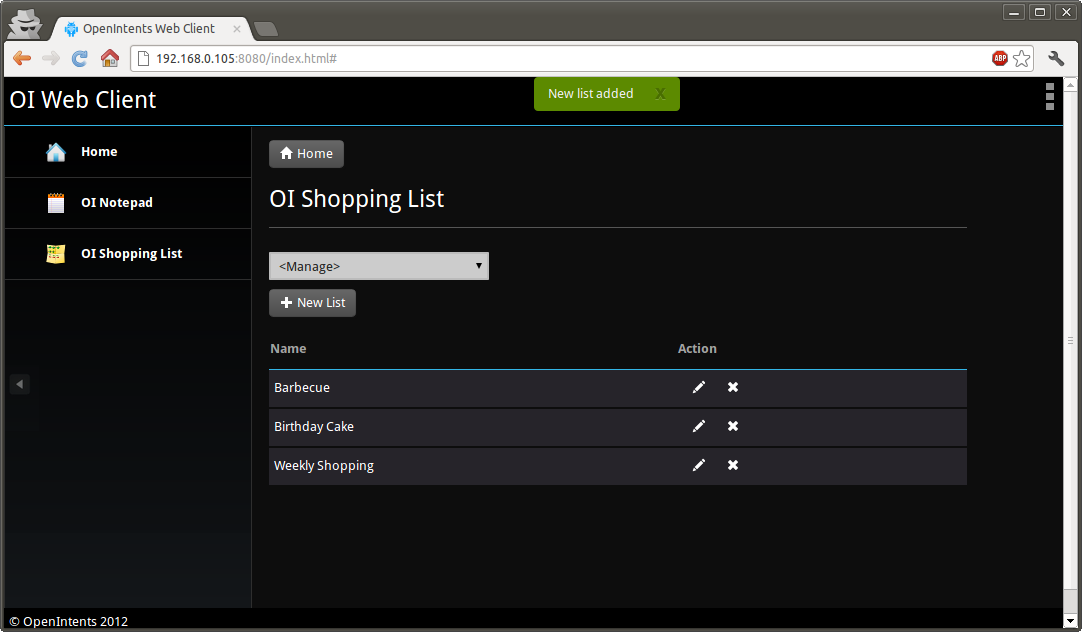 OpenIntents Web Client
192.168.0.105:8080/index.html#
ABP
OI Web Client
New list added X
Home
OI Notepad
OI Shopping List
Home
OI Shopping List
<Manage>
New List
Name Action
Barbecue
Birthday Cake
Weekly Shopping
© OpenIntents 2012